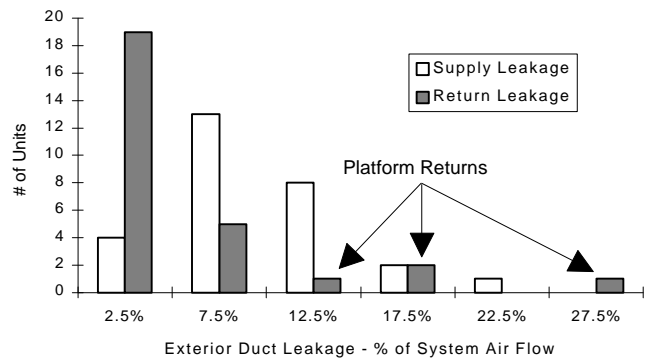 20
18
16
14
12
10
8
6
4
2
0
# of Units
Supply Leakage
Return Leakage
Platform Returns
2.5% 7.5% 12.5% 17.5% 22.5% 27.5%
Exterior Duct Leakage - % of System Air Flow